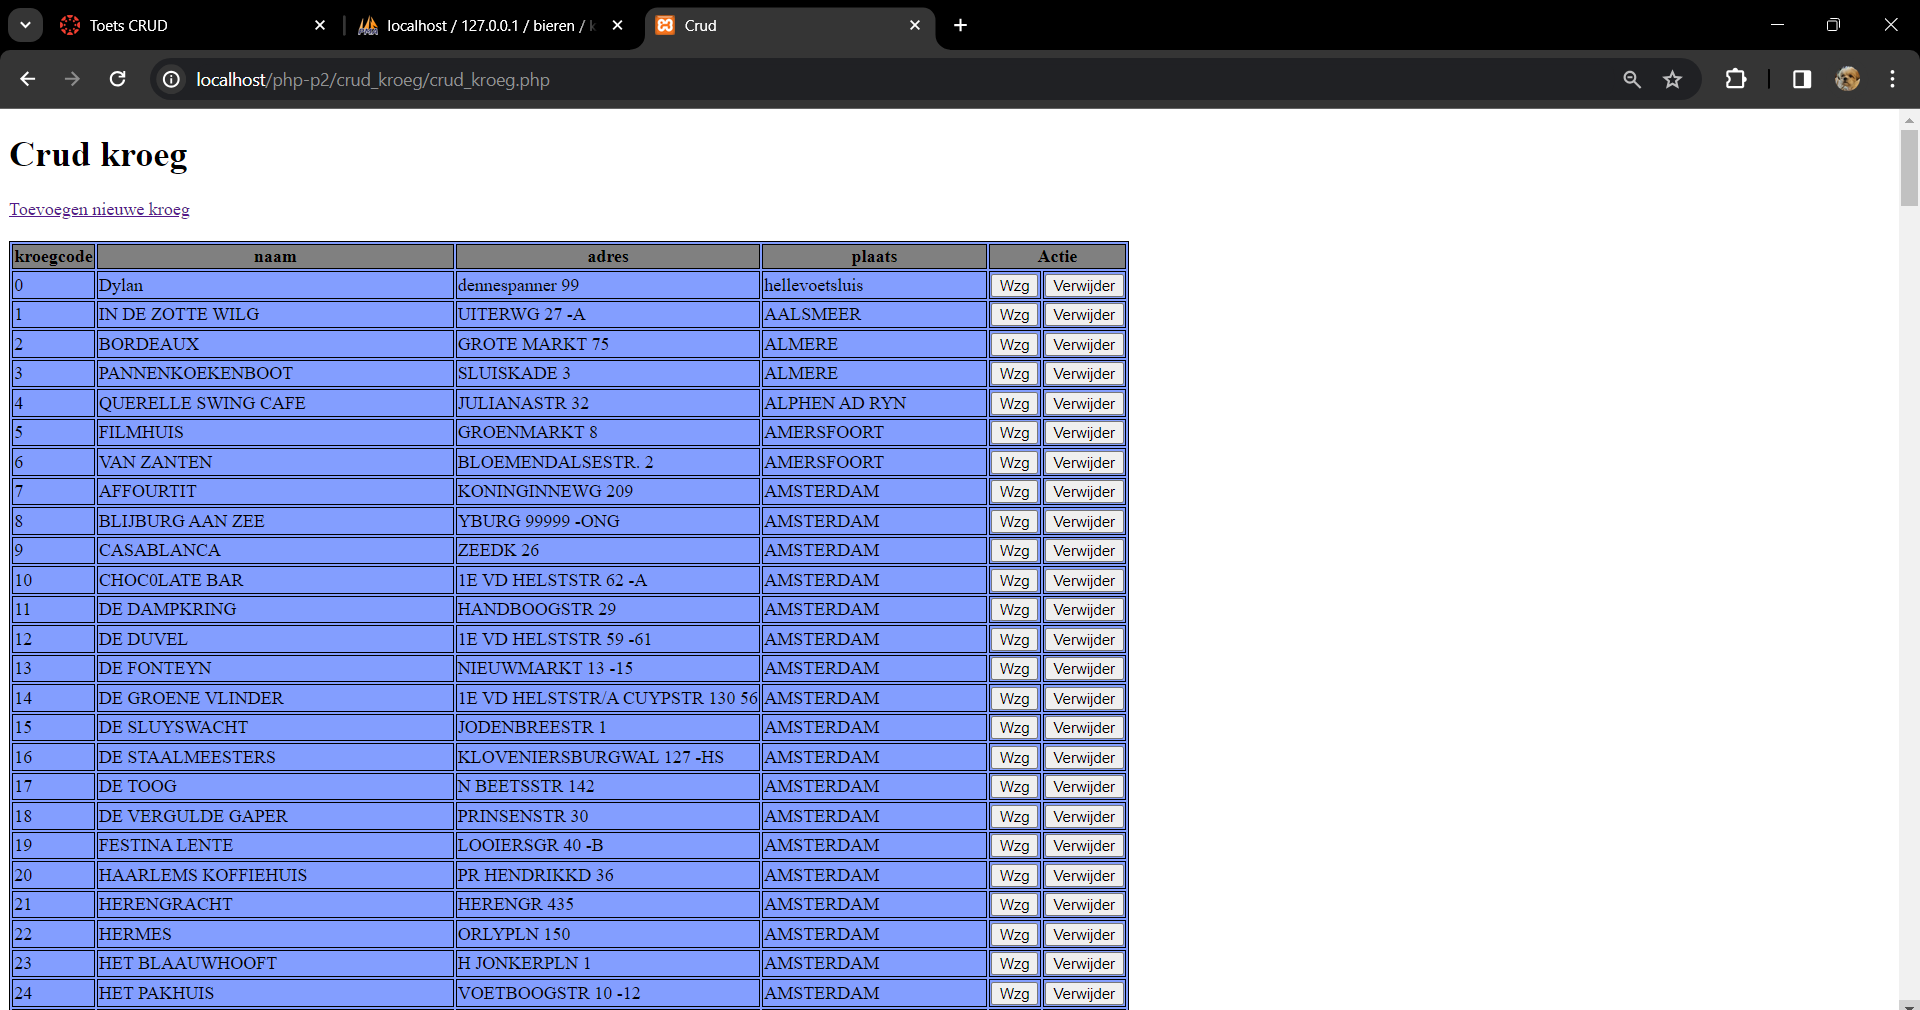 Toets CRUD
localhost / 127.0.0.1 / bieren / k
Crud
localhost/php-p2/crud_kroeg/crud_kroeg.php
Crud kroeg
Toevoegen nieuwe kroeg
kroegcode naam adres plaats Actie
0 Dylan dennespanner 99 hellevoetsluis Wzg Verwijder
1 IN DE ZOTTE WILG UITERWG 27 -A AALSMEER Wzg Verwijder
2 BORDEAUX GROTE MARKT 75 ALMERE Wzg Verwijder
3 PANNENKOEKENBOOT SLUISKADE 3 ALMERE Wzg Verwijder
4 QUERELLE SWING CAFE JULIANASTR 32 ALPHEN AD RYN Wzg Verwijder
5 FILMHUIS GROENMARKT 8 AMERSFOORT Wzg Verwijder
6 VAN ZANTEN BLOEMENDALSESTR. 2 AMERSFOORT Wzg Verwijder
7 AFFOURTIT KONINGINNEWG 209 AMSTERDAM Wzg Verwijder
8 BLIJBURG AAN ZEE YBURG 99999 -ONG AMSTERDAM Wzg Verwijder
9 CASABLANCA ZEEDK 26 AMSTERDAM Wzg Verwijder
10 CHOC0LATE BAR 1E VD HELSTSTR 62 -A AMSTERDAM Wzg Verwijder
11 DE DAMPKRING HANDBOOGSTR 29 AMSTERDAM Wzg Verwijder
12 DE DUVEL 1E VD HELSTSTR 59 -61 AMSTERDAM Wzg Verwijder
13 DE FONTEYN NIEUWMARKT 13 -15 AMSTERDAM Wzg Verwijder
14 DE GROENE VLINDER 1E VD HELSTSTR/A CUYPSTR 130 56 AMSTERDAM Wzg Verwijder
15 DE SLUYSWACHT JODENBREESTR 1 AMSTERDAM Wzg Verwijder
16 DE STAALMEESTERS KLOVENIERSBURGWAL 127 -HS AMSTERDAM Wzg Verwijder
17 DE TOOG N BEETSSTR 142 AMSTERDAM Wzg Verwijder
18 DE VERGULDE GAPER PRINSENSTR 30 AMSTERDAM Wzg Verwijder
19 FESTINA LENTE LOOIERSGR 40 -B AMSTERDAM Wzg Verwijder
20 HAARLEMS KOFFIEHUIS PR HENDRIKKD 36 AMSTERDAM Wzg Verwijder
21 HERENGRACHT HERENGR 435 AMSTERDAM Wzg Verwijder
22 HERMES ORLYPLN 150 AMSTERDAM Wzg Verwijder
23 HET BLAAUWHOOFT H JONKERPLN 1 AMSTERDAM Wzg Verwijder
24 HET PAKHUIS VOETBOOGSTR 10 -12 AMSTERDAM Wzg Verwijder